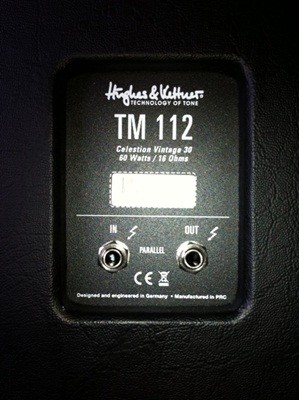 Hughes & Kettner
TECHNOLOGY OF TONE
TM 112
Celestion Vintage 30
60 Watts / 16 Ohms
IN OUT
PARALLEL
CE
Designed and engineered in Germany • Manufactured in PRC